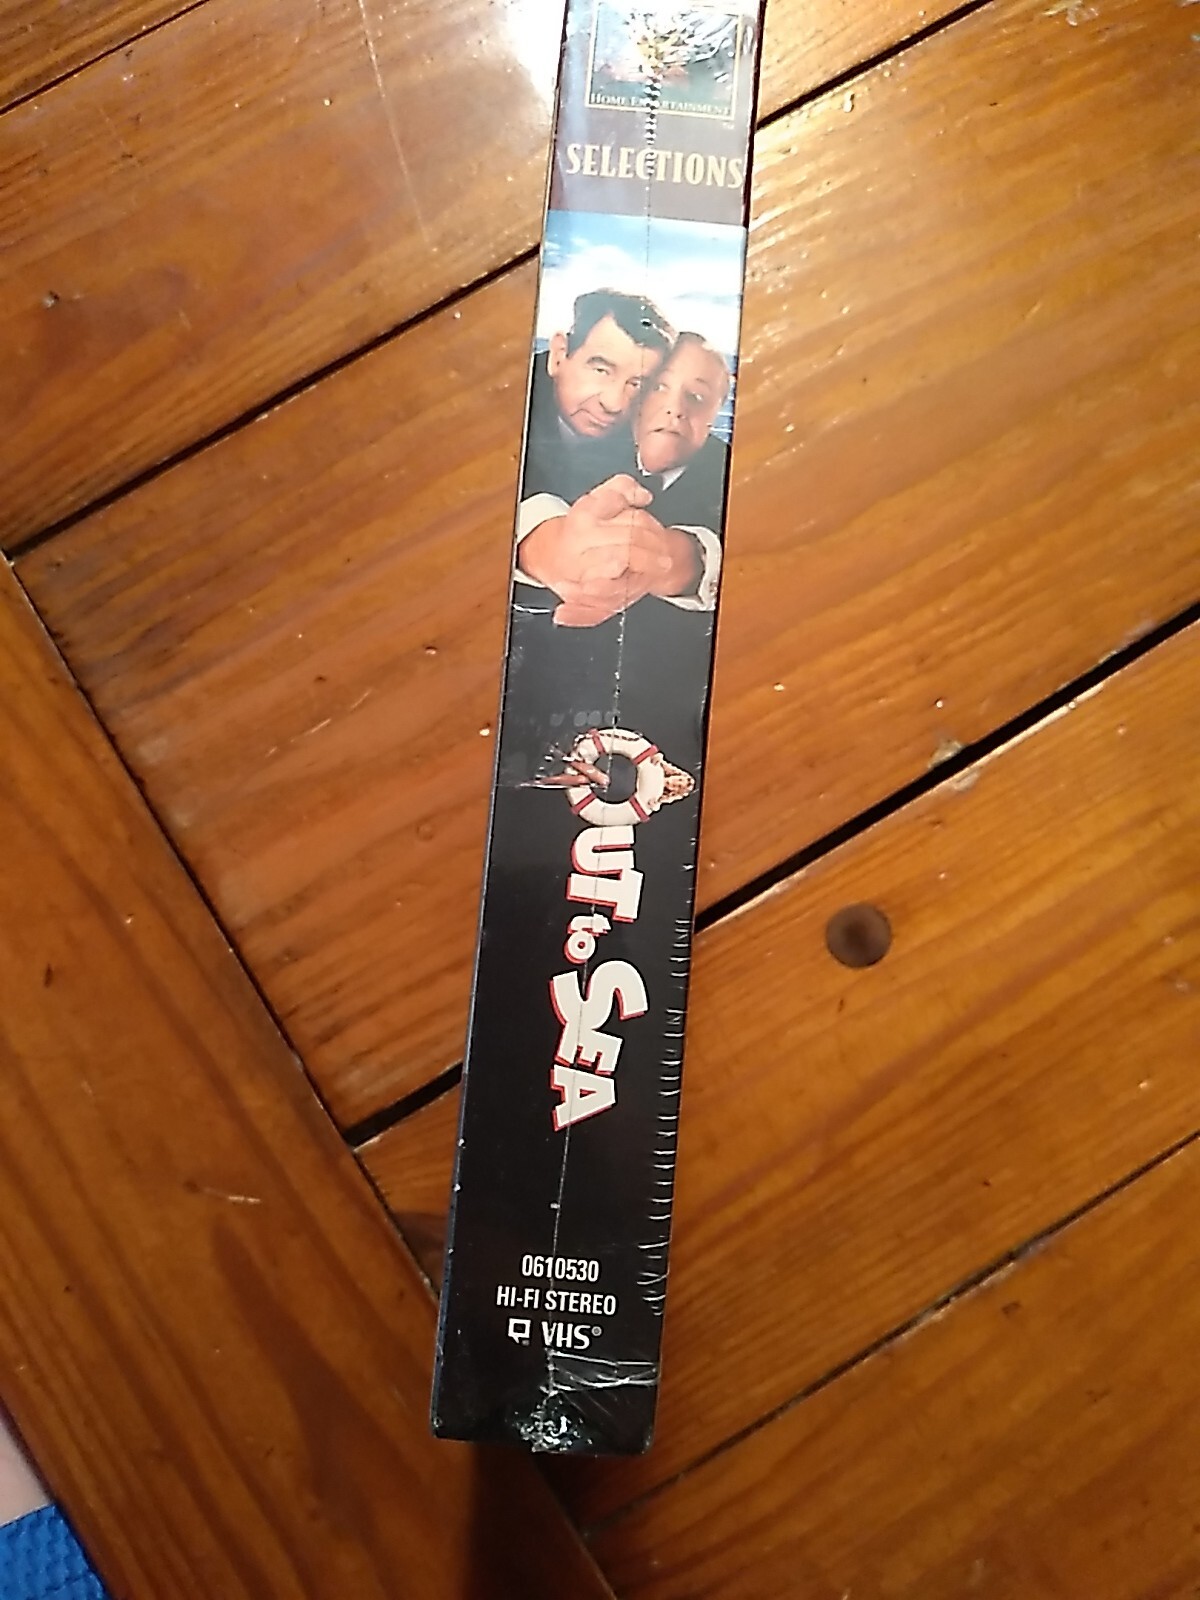 HOME ENTERTAINMENT
SELECTIONS
OUT to SEA
0610530
HI-FI STEREO
VHS®